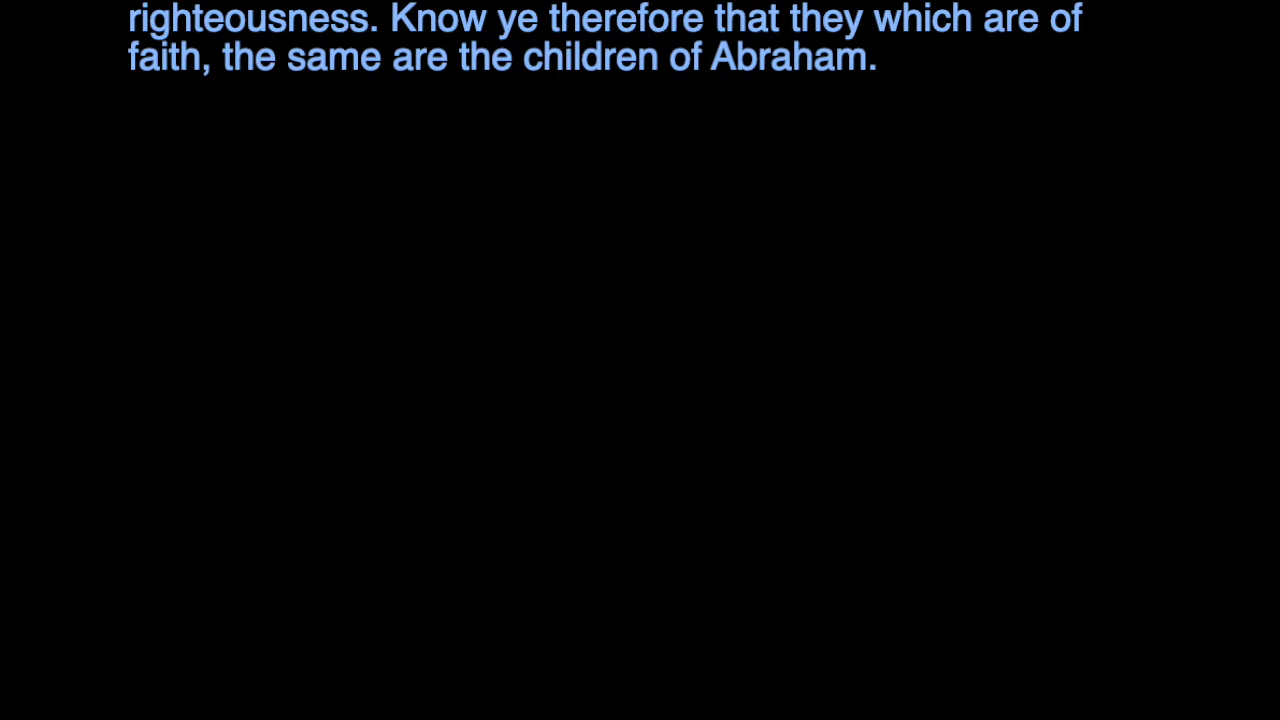 righteousness. Know ye therefore that they which are of
faith, the same are the children of Abraham.